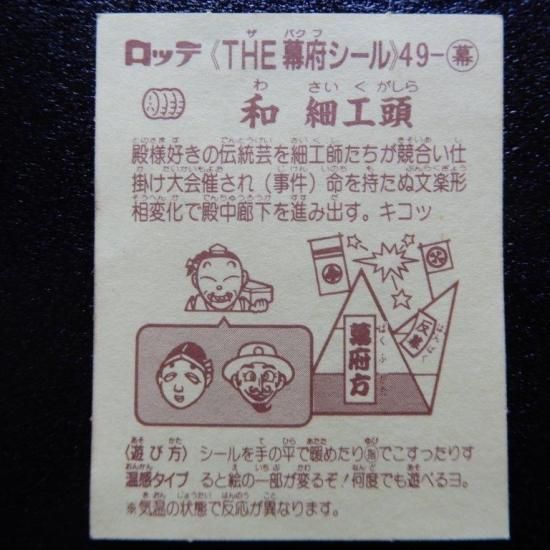 ロッテ《THE 幕府シール》49-幕
和 細工頭
殿様好きの伝統芸を細工師たちが競合い仕
掛け大会催され（事件）命を持たぬ文楽形
相変化で殿中廊下を進み出す。キコッ
幕府方
反幕
〈遊び方〉シールを手の平で暖めたり指でこすったりす
温感タイプ ると絵の一部が変るぞ！何度でも遊べるヨ。
※気温の状態で反応が異なります。